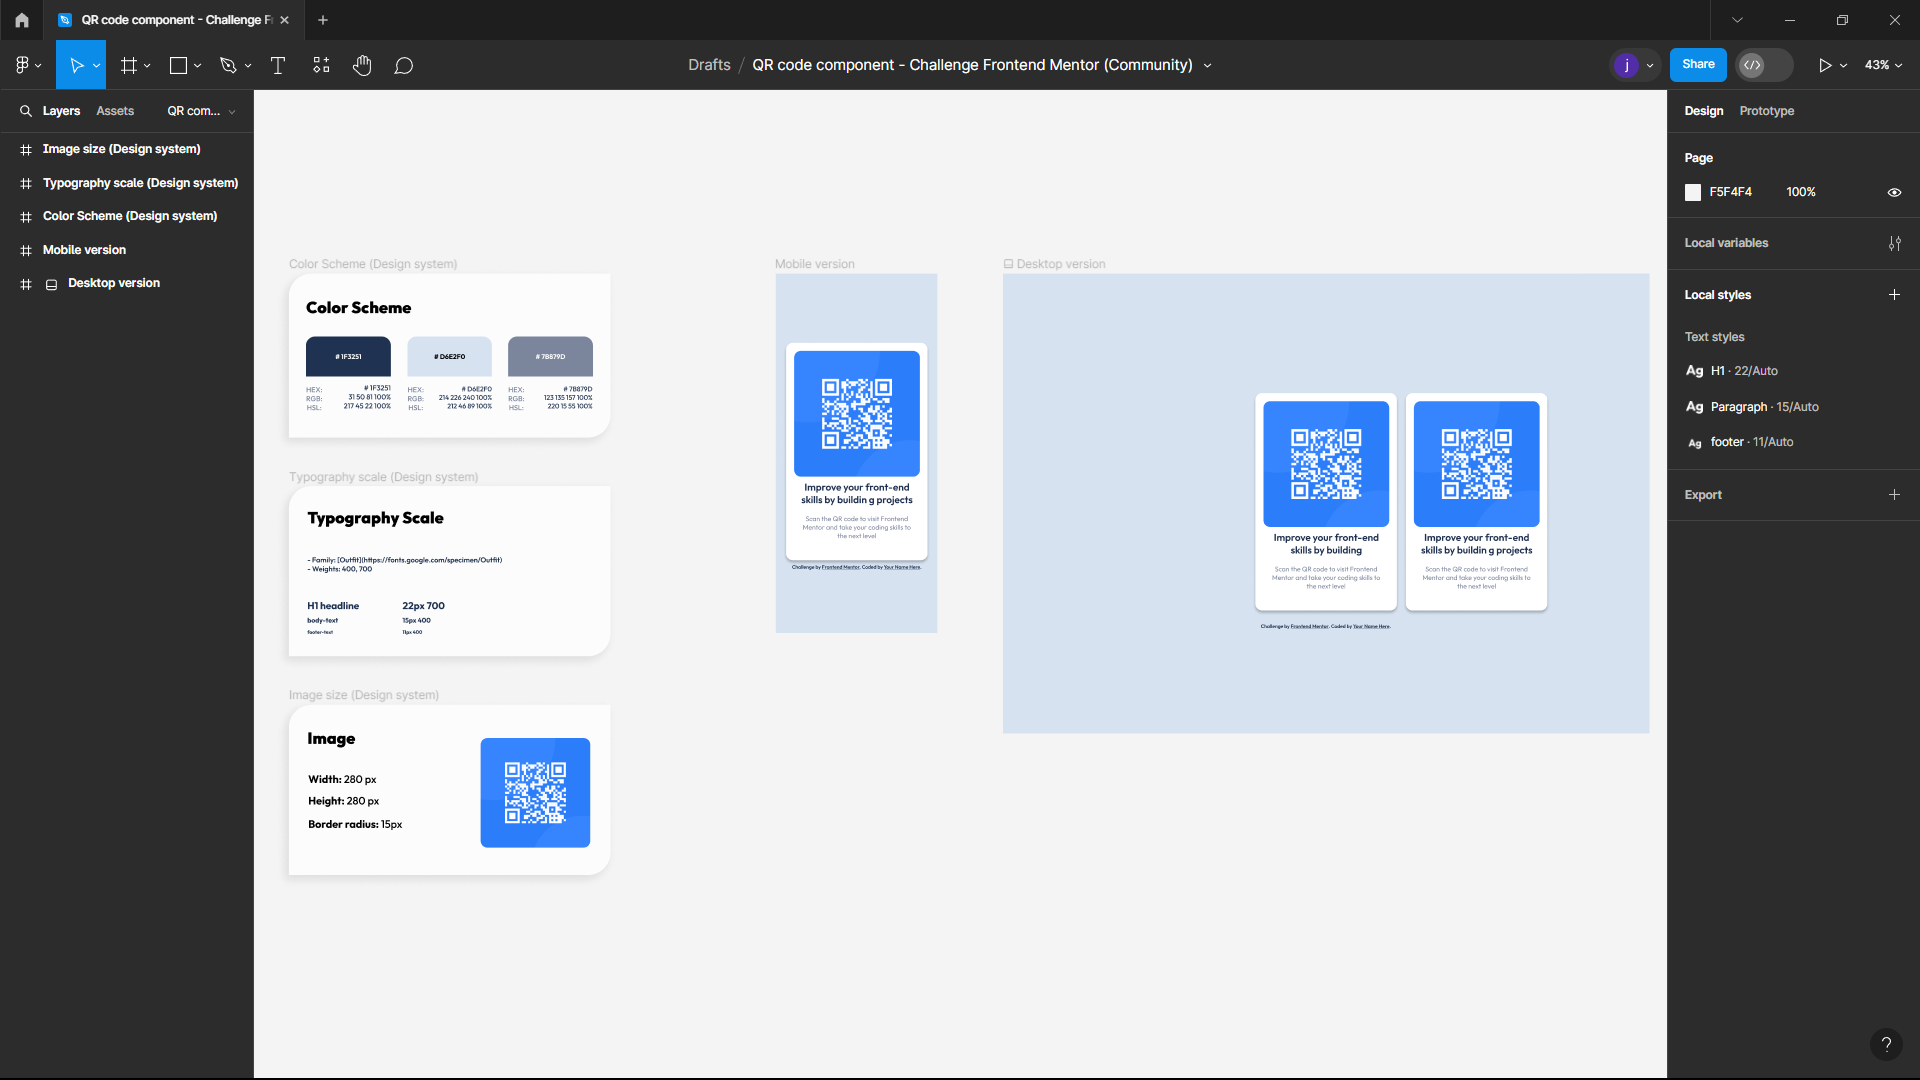 QR code component - Challenge F
Drafts / QR code component - Challenge Frontend Mentor (Community)
j
Share
43%
Layers
Assets
QR com...
Image size (Design system)
Typography scale (Design system)
Color Scheme (Design system)
Mobile version
Desktop version
Color Scheme (Design system)
Color Scheme
# 1F3251
# D6E2F0
# 7B879D
HEX: # 1F3251
RGB: 31 50 81 100%
HSL: 217 45 22 100%
HEX: # D6E2F0
RGB: 214 226 240 100%
HSL: 212 46 89 100%
HEX: # 7B879D
RGB: 123 135 157 100%
HSL: 220 15 55 100%
Typography scale (Design system)
Typography Scale
- Family: [Outfit](https://fonts.google.com/specimen/Outfit)
- Weights: 400, 700
H1 headline 22px 700
body-text 15px 400
footer-text 11px 400
Image size (Design system)
Image
Width: 280 px
Height: 280 px
Border radius: 15px
Mobile version
Improve your front-end
skills by buildin g projects
Scan the QR code to visit Frontend
Mentor and take your coding skills to
the next level
Challenge by Frontend Mentor. Coded by Your Name Here.
Desktop version
Improve your front-end
skills by building
Scan the QR code to visit Frontend
Mentor and take your coding skills to
the next level
Improve your front-end
skills by buildin g projects
Scan the QR code to visit Frontend
Mentor and take your coding skills to
the next level
Challenge by Frontend Mentor. Coded by Your Name Here.
Design
Prototype
Page
F5F4F4 100%
Local variables
Local styles
Text styles
Ag H1 · 22/Auto
Ag Paragraph · 15/Auto
Ag footer · 11/Auto
Export
?